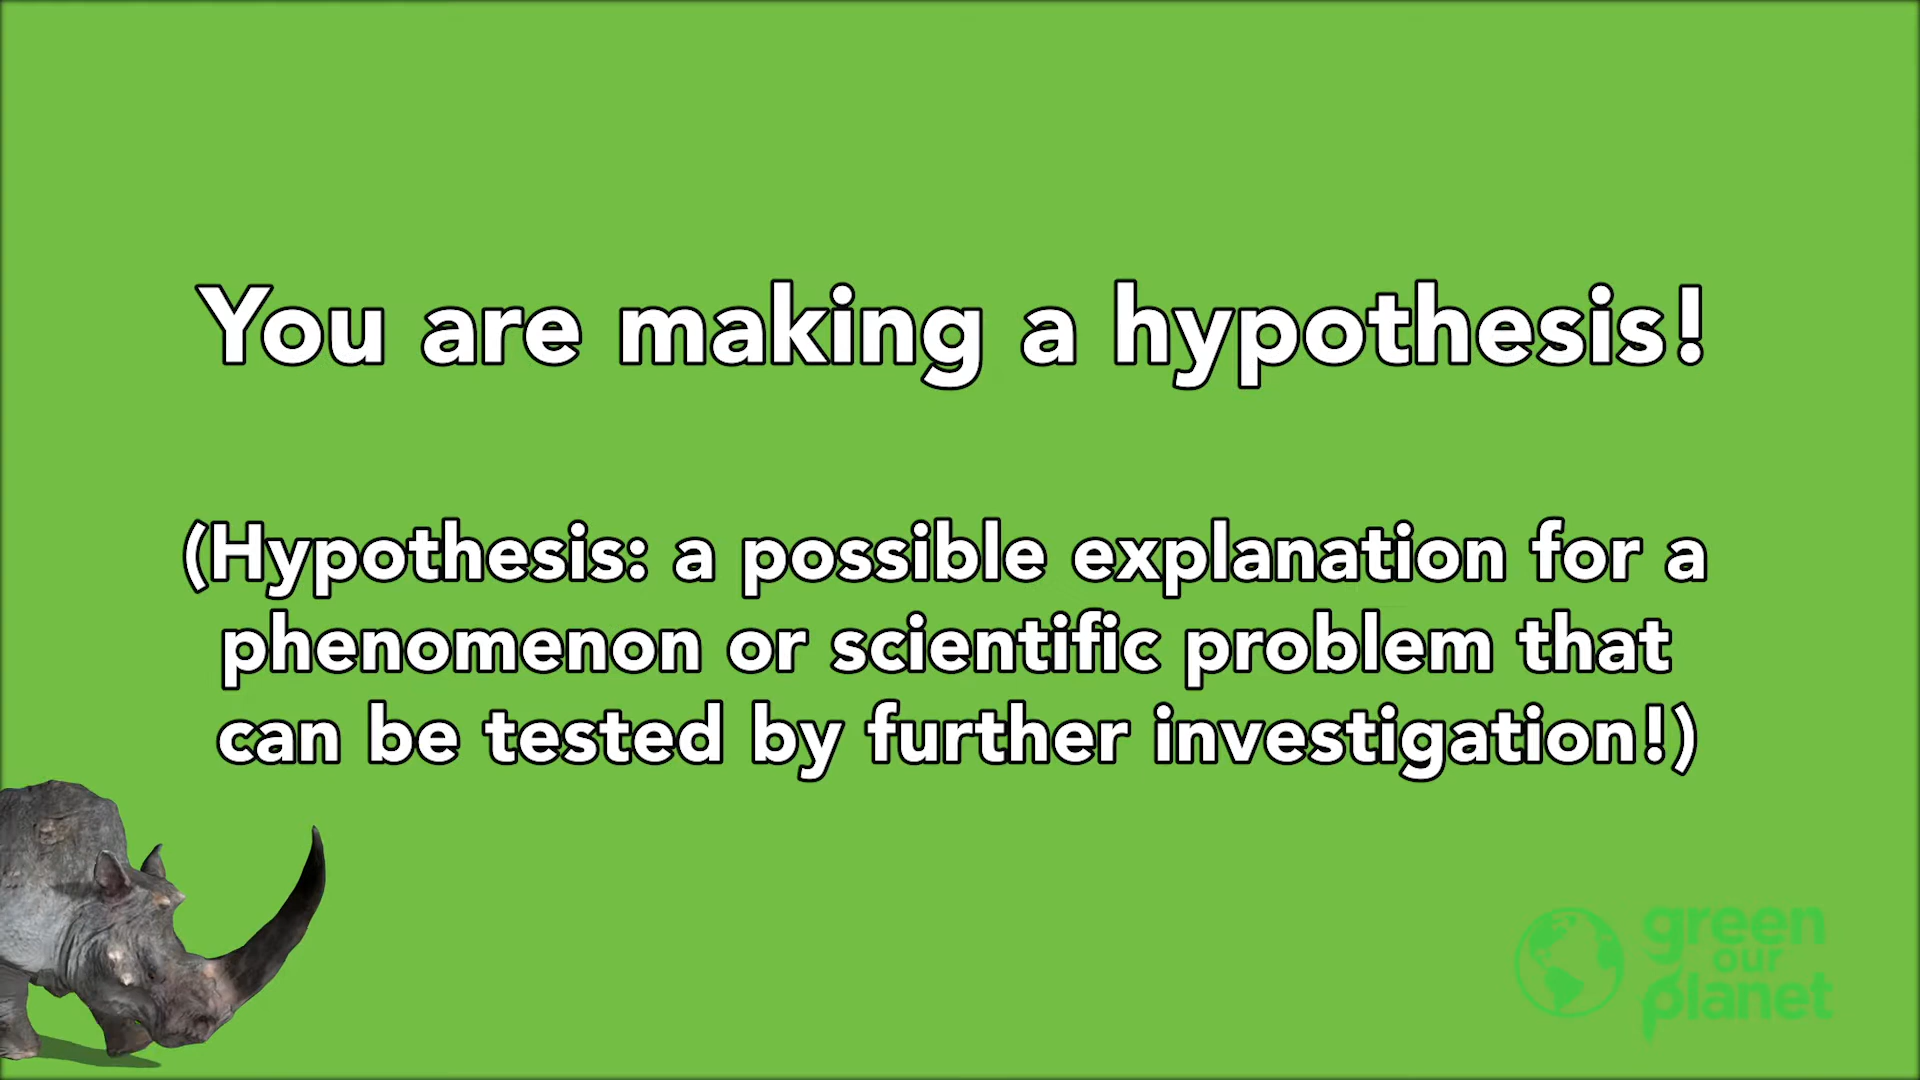 You are making a hypothesis!
(Hypothesis: a possible explanation for a
phenomenon or scientific problem that
can be tested by further investigation!)
green
our
planet